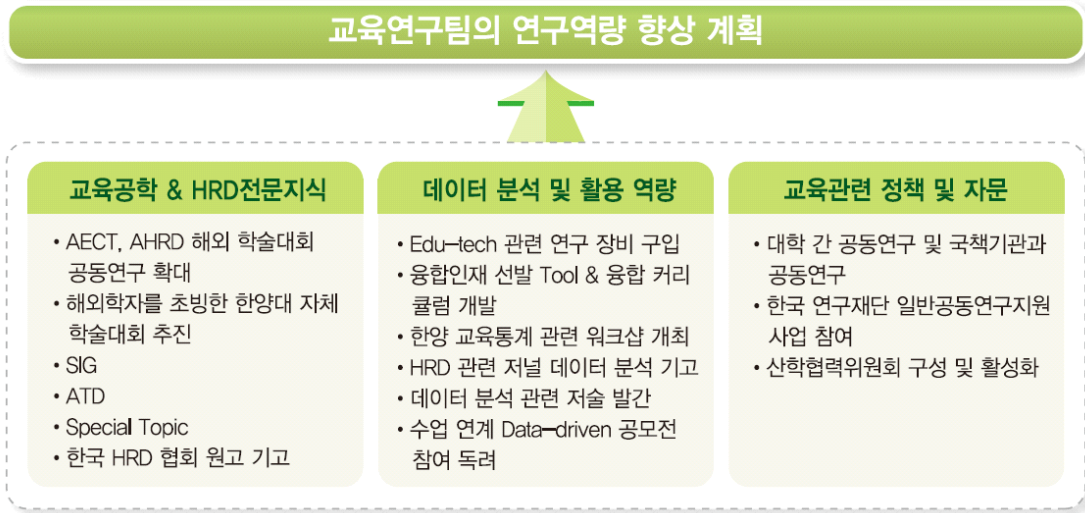 교육연구팀의 연구역량 향상 계획
교육공학 & HRD전문지식
• AECT, AHRD 해외 학술대회
공동연구 확대
• 해외학자를 초빙한 한양대 자체
학술대회 추진
• SIG
• ATD
• Special Topic
• 한국 HRD 협회 원고 기고
데이터 분석 및 활용 역량
• Edu-tech 관련 연구 장비 구입
• 융합인재 선발 Tool & 융합 커리
큘럼 개발
• 한양 교육통계 관련 워크샵 개최
• HRD 관련 저널 데이터 분석 기고
• 데이터 분석 관련 저술 발간
• 수업 연계 Data-driven 공모전
참여 독려
교육관련 정책 및 자문
• 대학 간 공동연구 및 국책기관과
공동연구
• 한국 연구재단 일반공동연구지원
사업 참여
• 산학협력위원회 구성 및 활성화